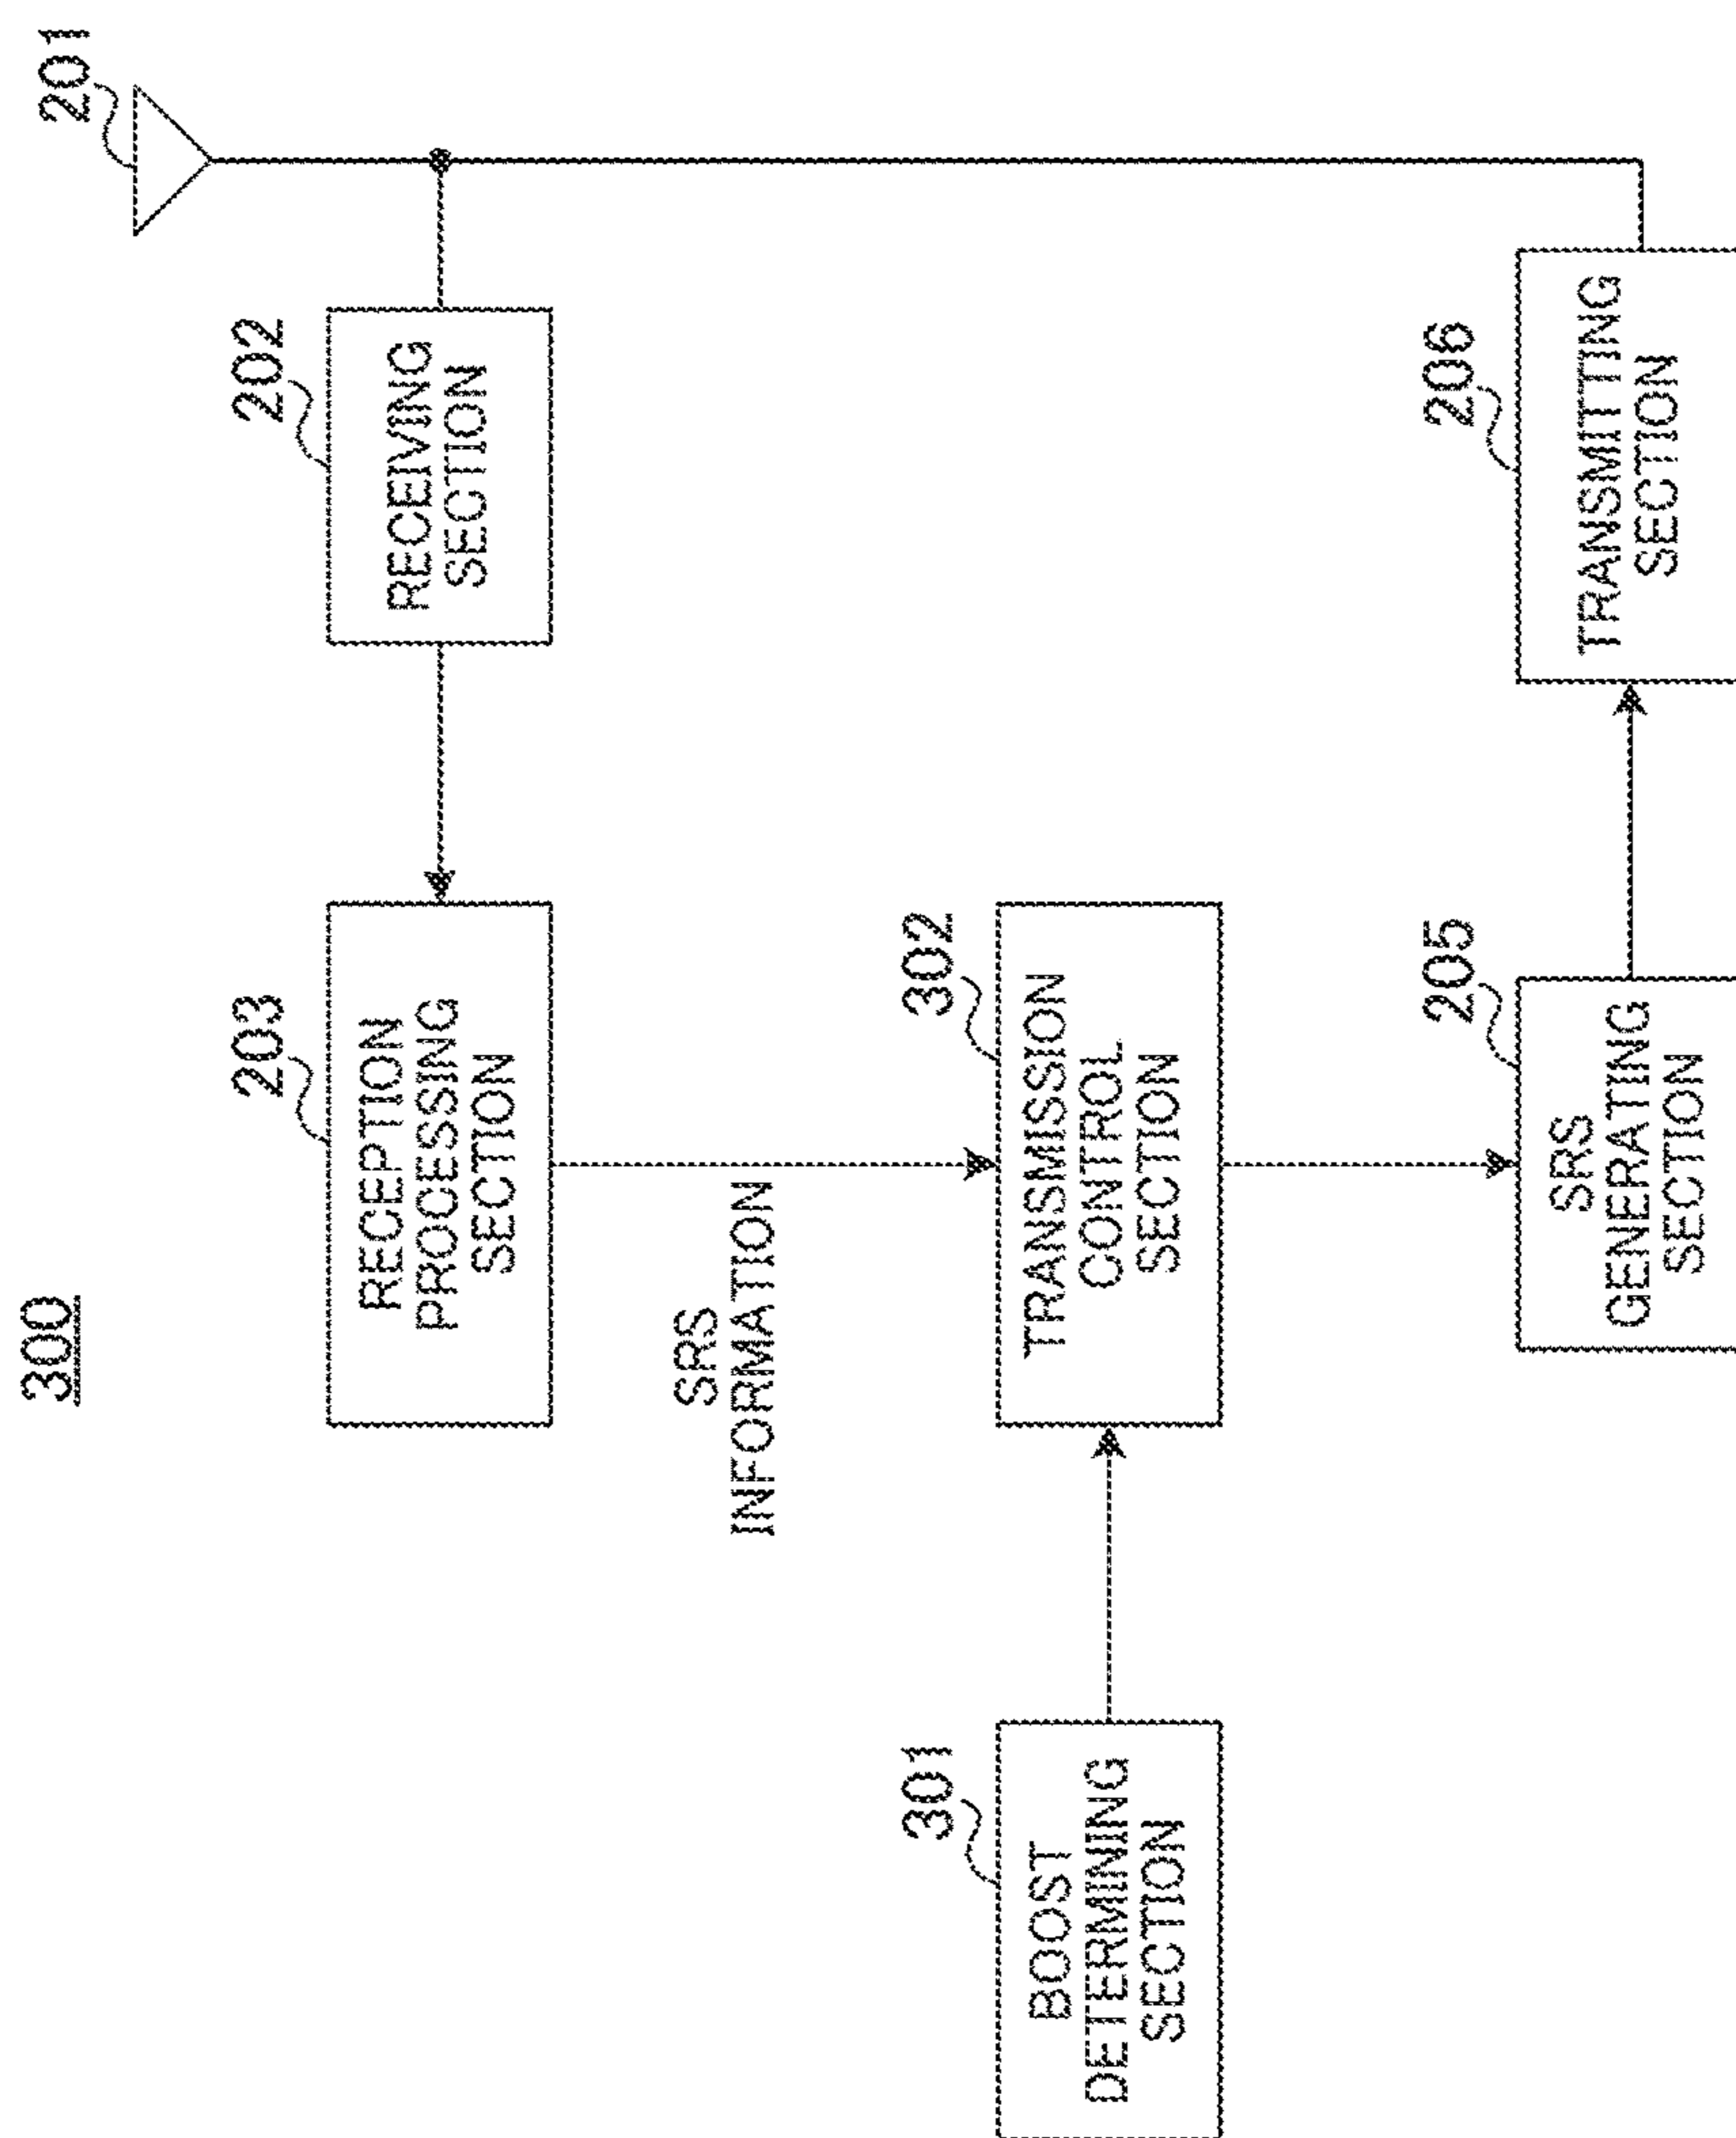 300
201
202
RECEIVING
SECTION
203
RECEPTION
PROCESSING
SECTION
SRS
INFORMATION
301
BOOST
DETERMINING
SECTION
302
TRANSMISSION
CONTROL
SECTION
205
SRS
GENERATING
SECTION
206
TRANSMITTING
SECTION